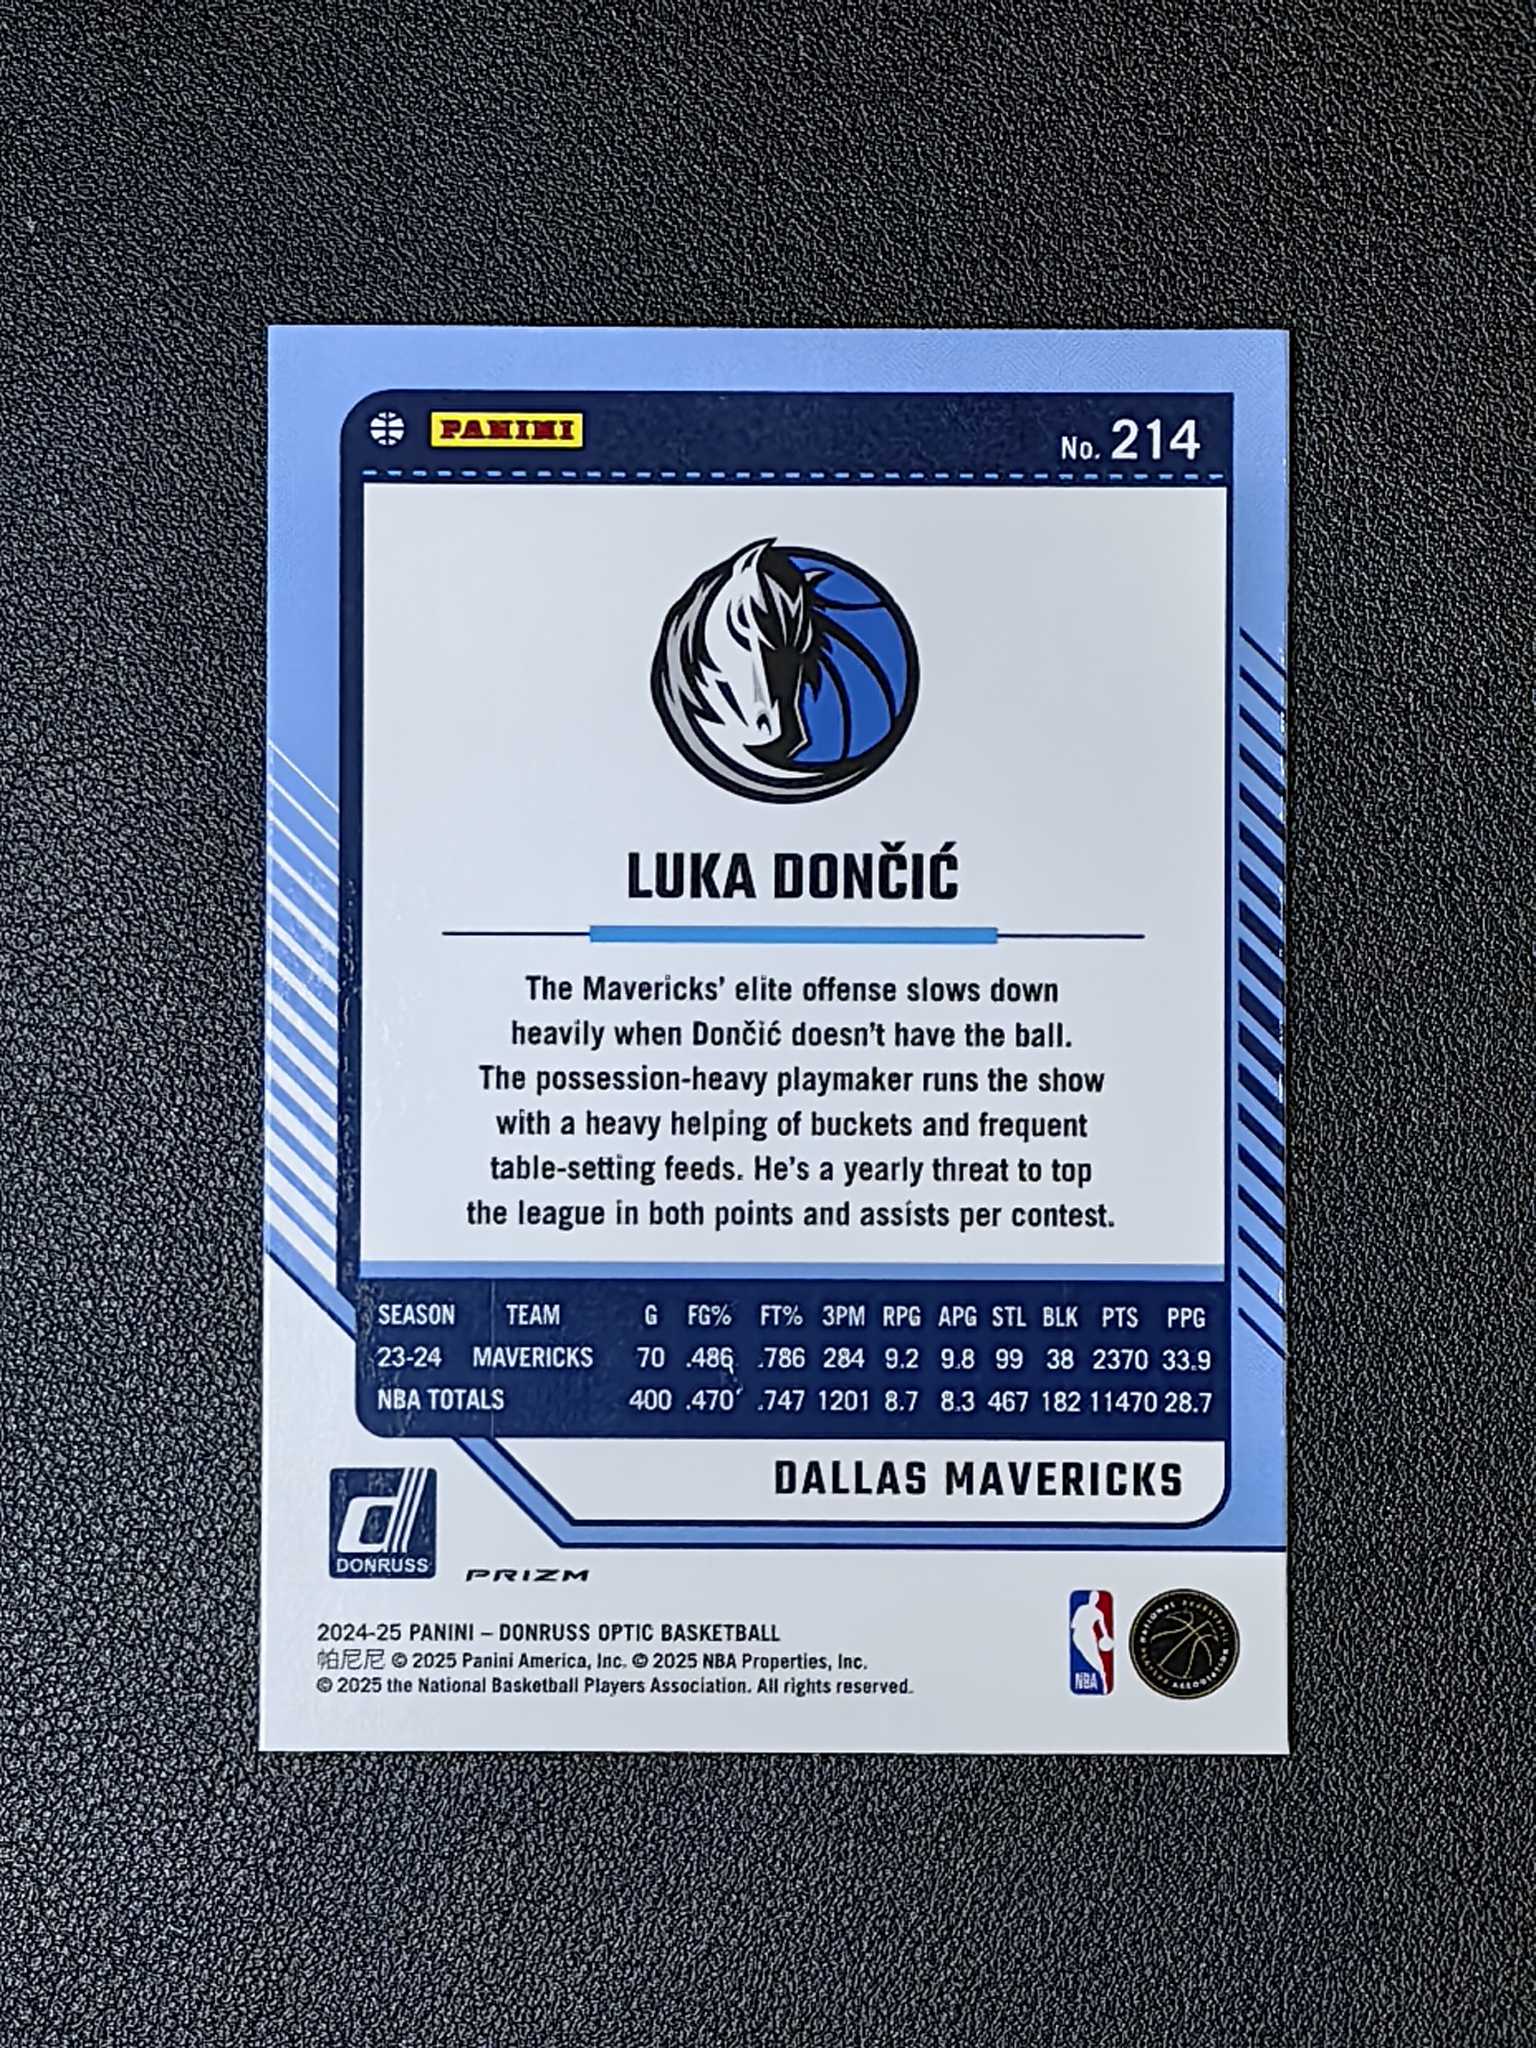 PANINI
No. 214
LUKA DONČIĆ
The Mavericks' elite offense slows down
heavily when Dončić doesn't have the ball.
The possession-heavy playmaker runs the show
with a heavy helping of buckets and frequent
table-setting feeds. He's a yearly threat to top
the league in both points and assists per contest.
SEASON TEAM G FG% FT% 3PM RPG APG STL BLK PTS PPG
23-24 MAVERICKS 70 .486 .786 284 9.2 9.8 99 38 2370 33.9
NBA TOTALS 400 .470 .747 1201 8.7 8.3 467 182 11470 28.7
DALLAS MAVERICKS
DONRUSS
PRIZM
2024-25 PANINI – DONRUSS OPTIC BASKETBALL
帕尼尼 © 2025 Panini America, Inc. © 2025 NBA Properties, Inc.
© 2025 the National Basketball Players Association. All rights reserved.
NBA
NATIONAL BASKETBALL PLAYERS ASSOCIATION